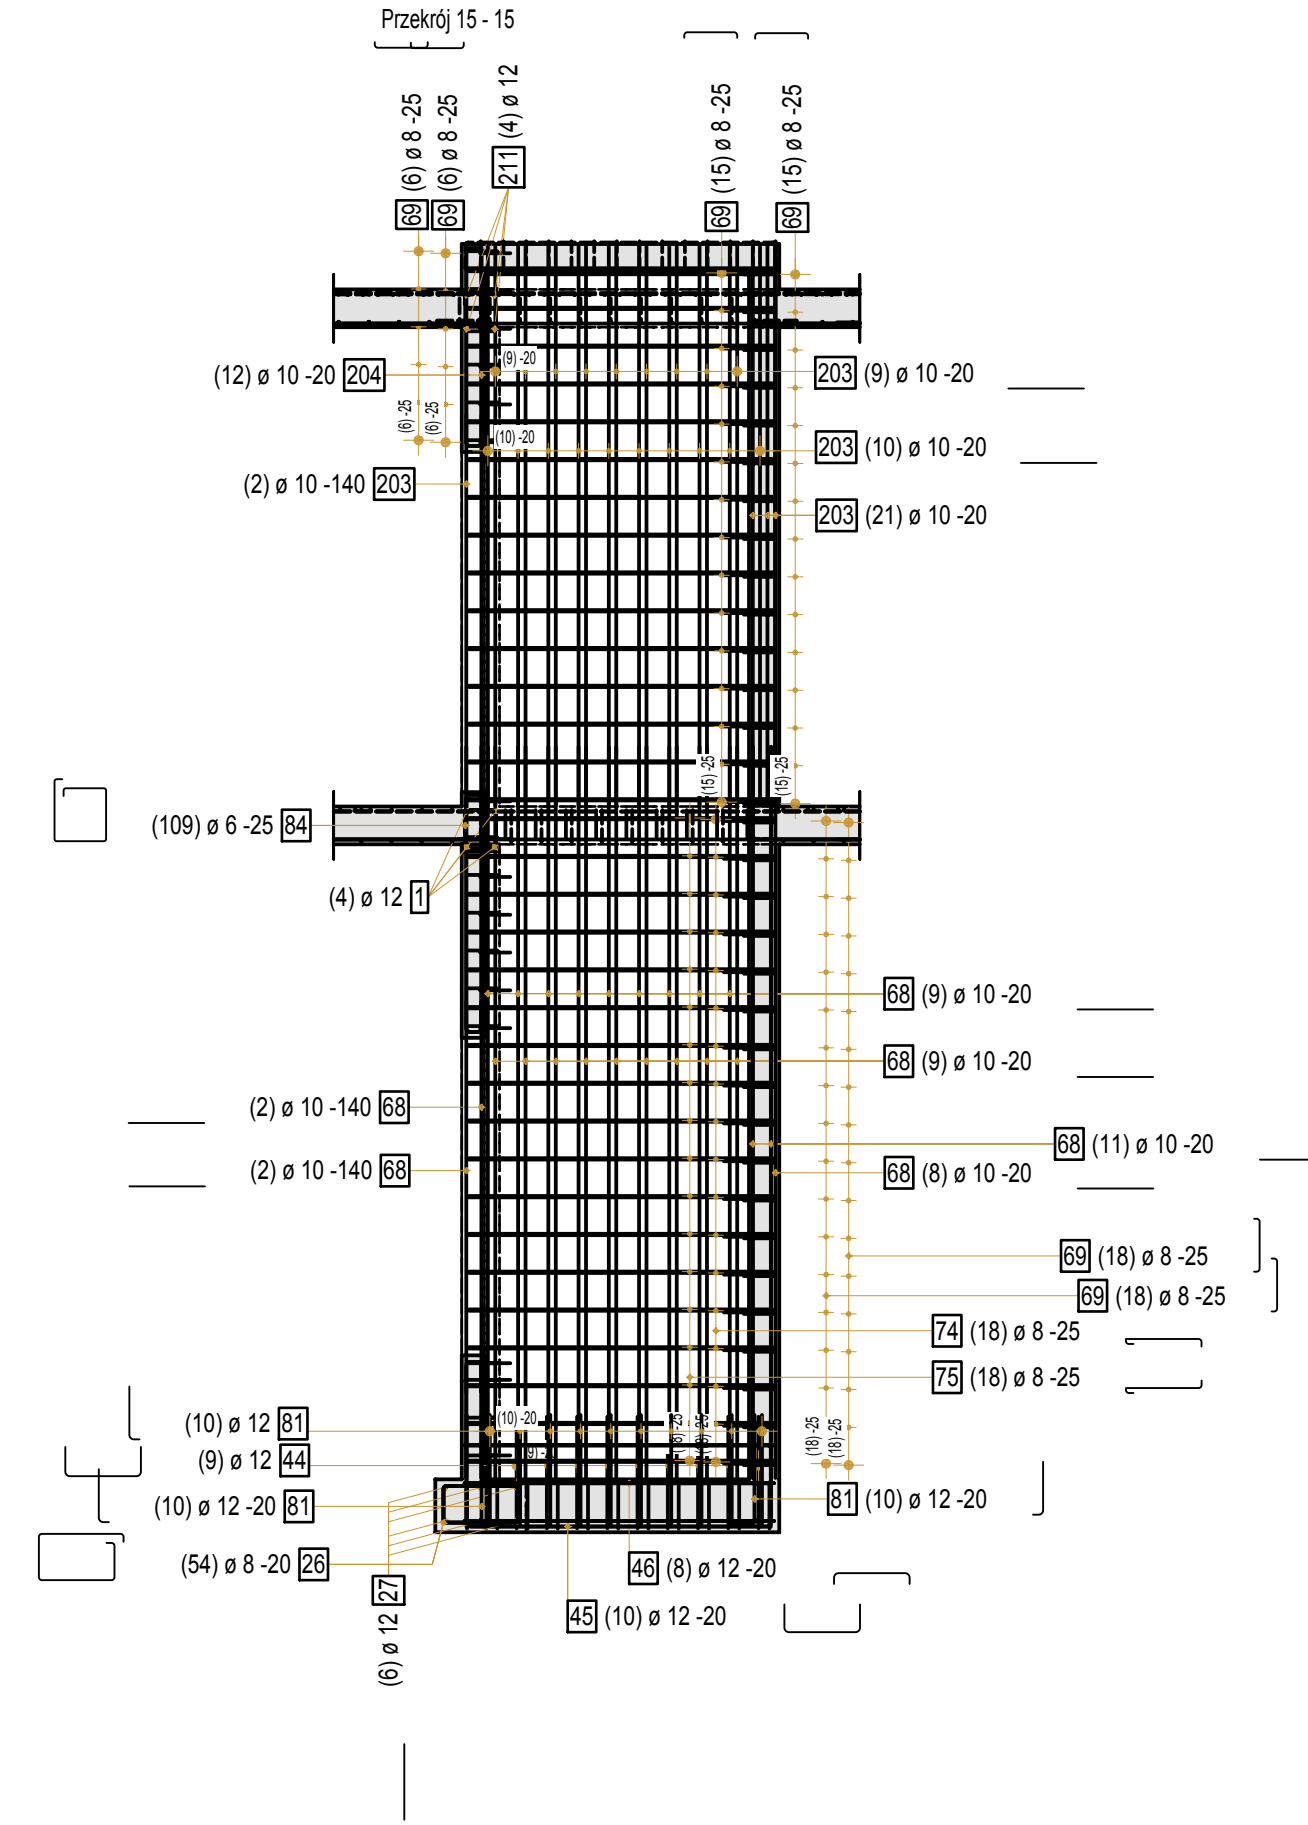 Przekrój 15 - 15
69 (6) ø 8 -25
69 (6) ø 8 -25
211 (4) ø 12
69 (15) ø 8 -25
69 (15) ø 8 -25
(9) -20
(12) ø 10 -20 204
203 (9) ø 10 -20
(6) -25
(6) -25
(10) -20
203 (10) ø 10 -20
(2) ø 10 -140 203
203 (21) ø 10 -20
(15) -25
(15) -25
(109) ø 6 -25 84
(4) ø 12 1
68 (9) ø 10 -20
68 (9) ø 10 -20
(2) ø 10 -140 68
68 (11) ø 10 -20
(2) ø 10 -140 68
68 (8) ø 10 -20
69 (18) ø 8 -25
69 (18) ø 8 -25
74 (18) ø 8 -25
75 (18) ø 8 -25
(10) ø 12 81
(10) -20
(18) -25
(18) -25
(18) -25
(18) -25
(9) ø 12 44
(10) ø 12 -20 81
81 (10) ø 12 -20
(54) ø 8 -20 26
46 (8) ø 12 -20
(6) ø 12 27
45 (10) ø 12 -20